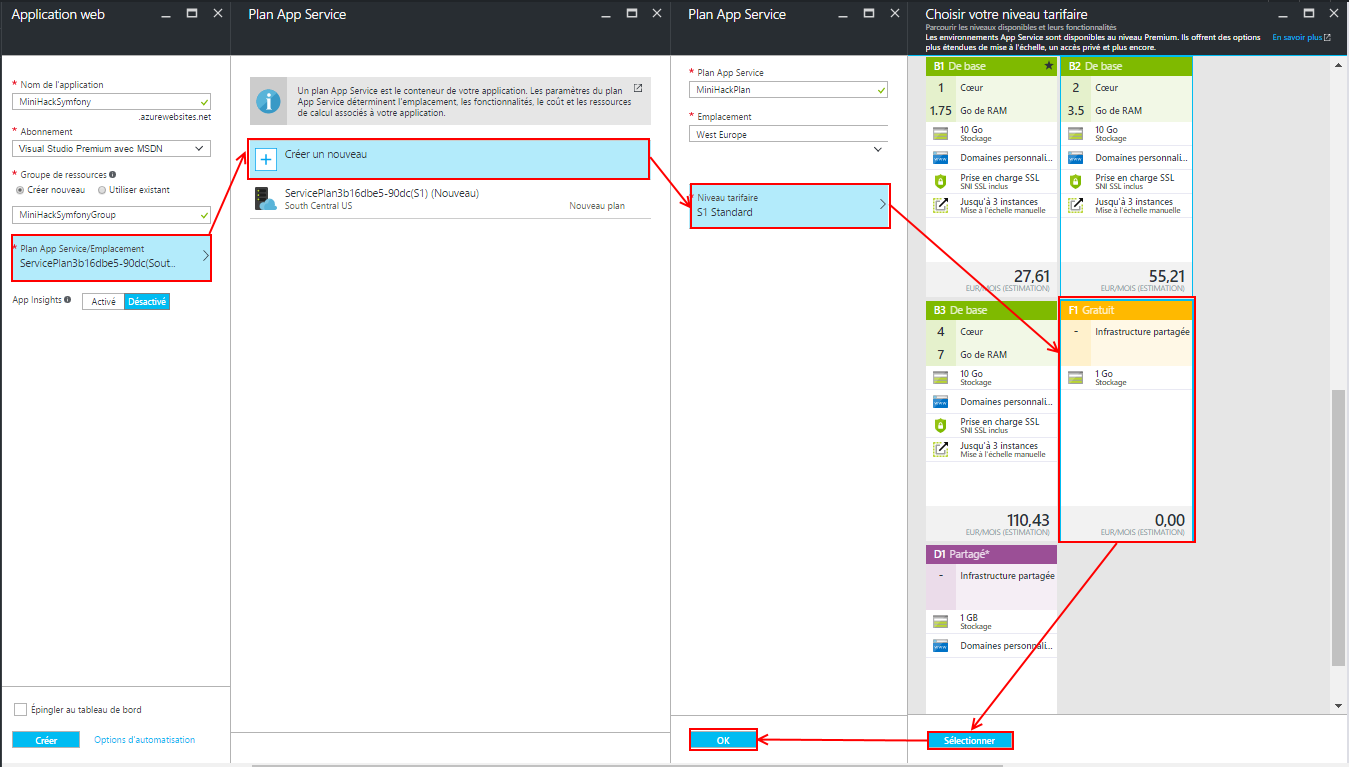 Application web
* Nom de l'application
MiniHackSymfony
.azurewebsites.net
* Abonnement
Visual Studio Premium avec MSDN
* Groupe de ressources
Créer nouveau
Utiliser existant
MiniHackSymfonyGroup
* Plan App Service/Emplacement
ServicePlan3b16dbe5-90dc(Sout...
App Insights
Activé
Désactivé
Épingler au tableau de bord
Créer
Options d'automatisation
Plan App Service
Un plan App Service est le conteneur de votre application. Les paramètres du plan
App Service déterminent l'emplacement, les fonctionnalités, le coût et les ressources
de calcul associés à votre application.
Créer un nouveau
ServicePlan3b16dbe5-90dc(S1) (Nouveau)
South Central US
Nouveau plan
Plan App Service
* Plan App Service
MiniHackPlan
* Emplacement
West Europe
* Niveau tarifaire
S1 Standard
OK
Choisir votre niveau tarifaire
Parcourir les niveaux disponibles et leurs fonctionnalités
Les environnements App Service sont disponibles au niveau Premium. Ils offrent des options
plus étendues de mise à l'échelle, un accès privé et plus encore.
En savoir plus
B1 De base
1 Cœur
1.75 Go de RAM
10 Go
Stockage
Domaines personnali...
Prise en charge SSL
SNI SSL inclus
Jusqu'à 3 instances
Mise à l'échelle manuelle
27,61
EUR/MOIS (ESTIMATION)
B2 De base
2 Cœur
3.5 Go de RAM
10 Go
Stockage
Domaines personnali...
Prise en charge SSL
SNI SSL inclus
Jusqu'à 3 instances
Mise à l'échelle manuelle
55,21
EUR/MOIS (ESTIMATION)
B3 De base
4 Cœur
7 Go de RAM
10 Go
Stockage
Domaines personnali...
Prise en charge SSL
SNI SSL inclus
Jusqu'à 3 instances
Mise à l'échelle manuelle
110,43
EUR/MOIS (ESTIMATION)
F1 Gratuit
- Infrastructure partagée
1 Go
Stockage
0,00
EUR/MOIS (ESTIMATION)
D1 Partagé*
- Infrastructure partagée
1 GB
Stockage
Domaines personnali...
Sélectionner